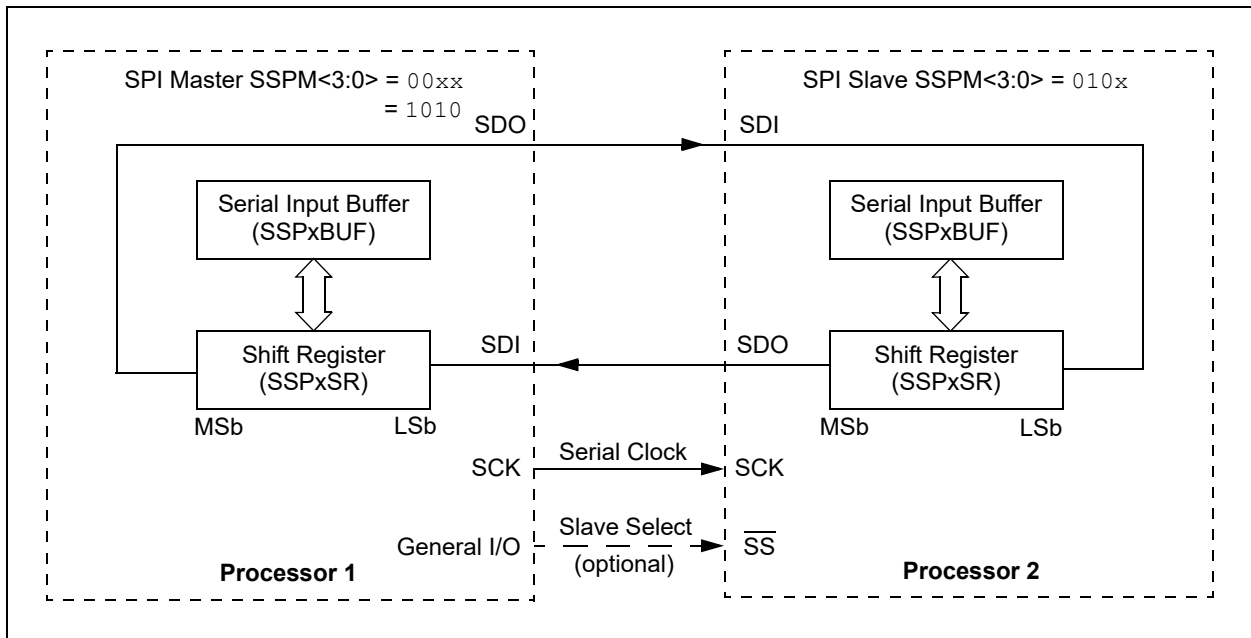 SPI Master SSPM<3:0> = 00xx
= 1010
SDO
Serial Input Buffer
(SSPxBUF)
Shift Register
(SSPxSR)
MSb
LSb
SDI
SCK
General I/O
Processor 1
Serial Clock
Slave Select
(optional)
SPI Slave SSPM<3:0> = 010x
SDI
Serial Input Buffer
(SSPxBUF)
SDO
Shift Register
(SSPxSR)
MSb
LSb
SCK
S̅S̅
Processor 2